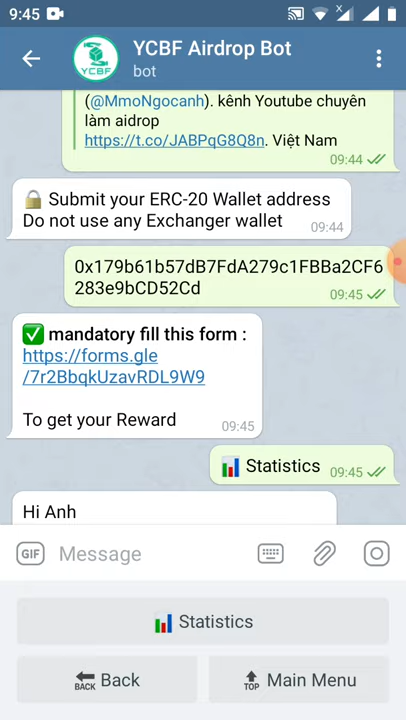 9:45
YCBF Airdrop Bot
YCBF
bot
(@MmoNgocanh). kênh Youtube chuyên
làm aidrop
https://t.co/JABPqG8Q8n. Việt Nam
09:44
🔒 Submit your ERC-20 Wallet address
Do not use any Exchanger wallet
09:44
0x179b61b57dB7FdA279c1FBBa2CF6
283e9bCD52Cd
09:45
✅ mandatory fill this form :
https://forms.gle
/7r2BbqkUzavRDL9W9
To get your Reward
09:45
📊 Statistics
09:45
Hi Anh
GIF
Message
📊 Statistics
BACK Back
TOP Main Menu